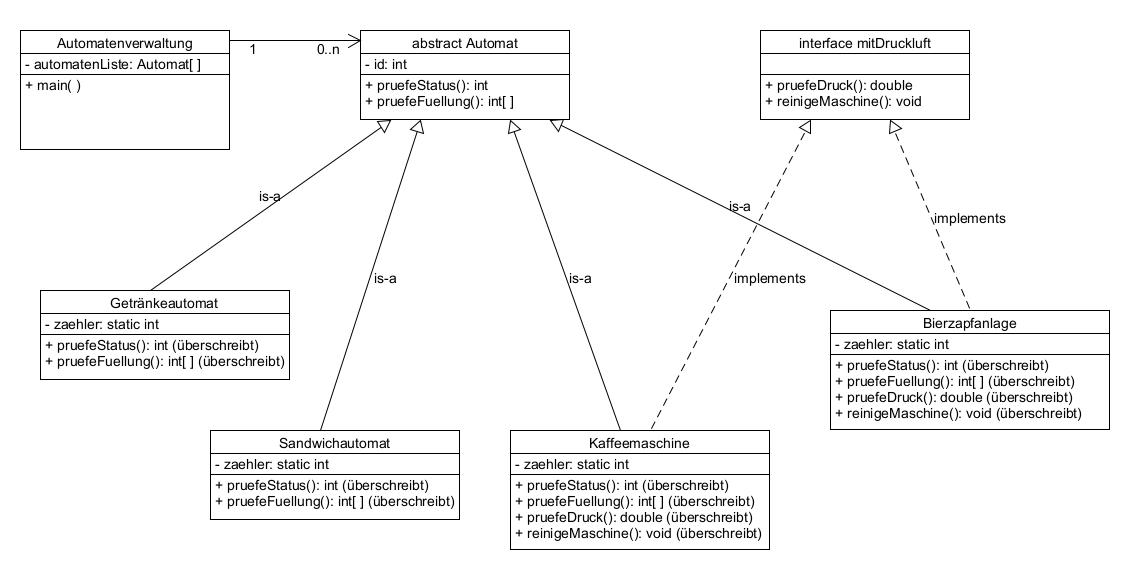 Automatenverwaltung
- automatenListe: Automat[ ]
+ main( )
1
0..n
abstract Automat
- id: int
+ pruefeStatus(): int
+ pruefeFuellung(): int[ ]
interface mitDruckluft
+ pruefeDruck(): double
+ reinigeMaschine(): void
is-a
is-a
is-a
is-a
implements
implements
Getränkeautomat
- zaehler: static int
+ pruefeStatus(): int (überschreibt)
+ pruefeFuellung(): int[ ] (überschreibt)
Sandwichautomat
- zaehler: static int
+ pruefeStatus(): int (überschreibt)
+ pruefeFuellung(): int[ ] (überschreibt)
Kaffeemaschine
- zaehler: static int
+ pruefeStatus(): int (überschreibt)
+ pruefeFuellung(): int[ ] (überschreibt)
+ pruefeDruck(): double (überschreibt)
+ reinigeMaschine(): void (überschreibt)
Bierzapfanlage
- zaehler: static int
+ pruefeStatus(): int (überschreibt)
+ pruefeFuellung(): int[ ] (überschreibt)
+ pruefeDruck(): double (überschreibt)
+ reinigeMaschine(): void (überschreibt)